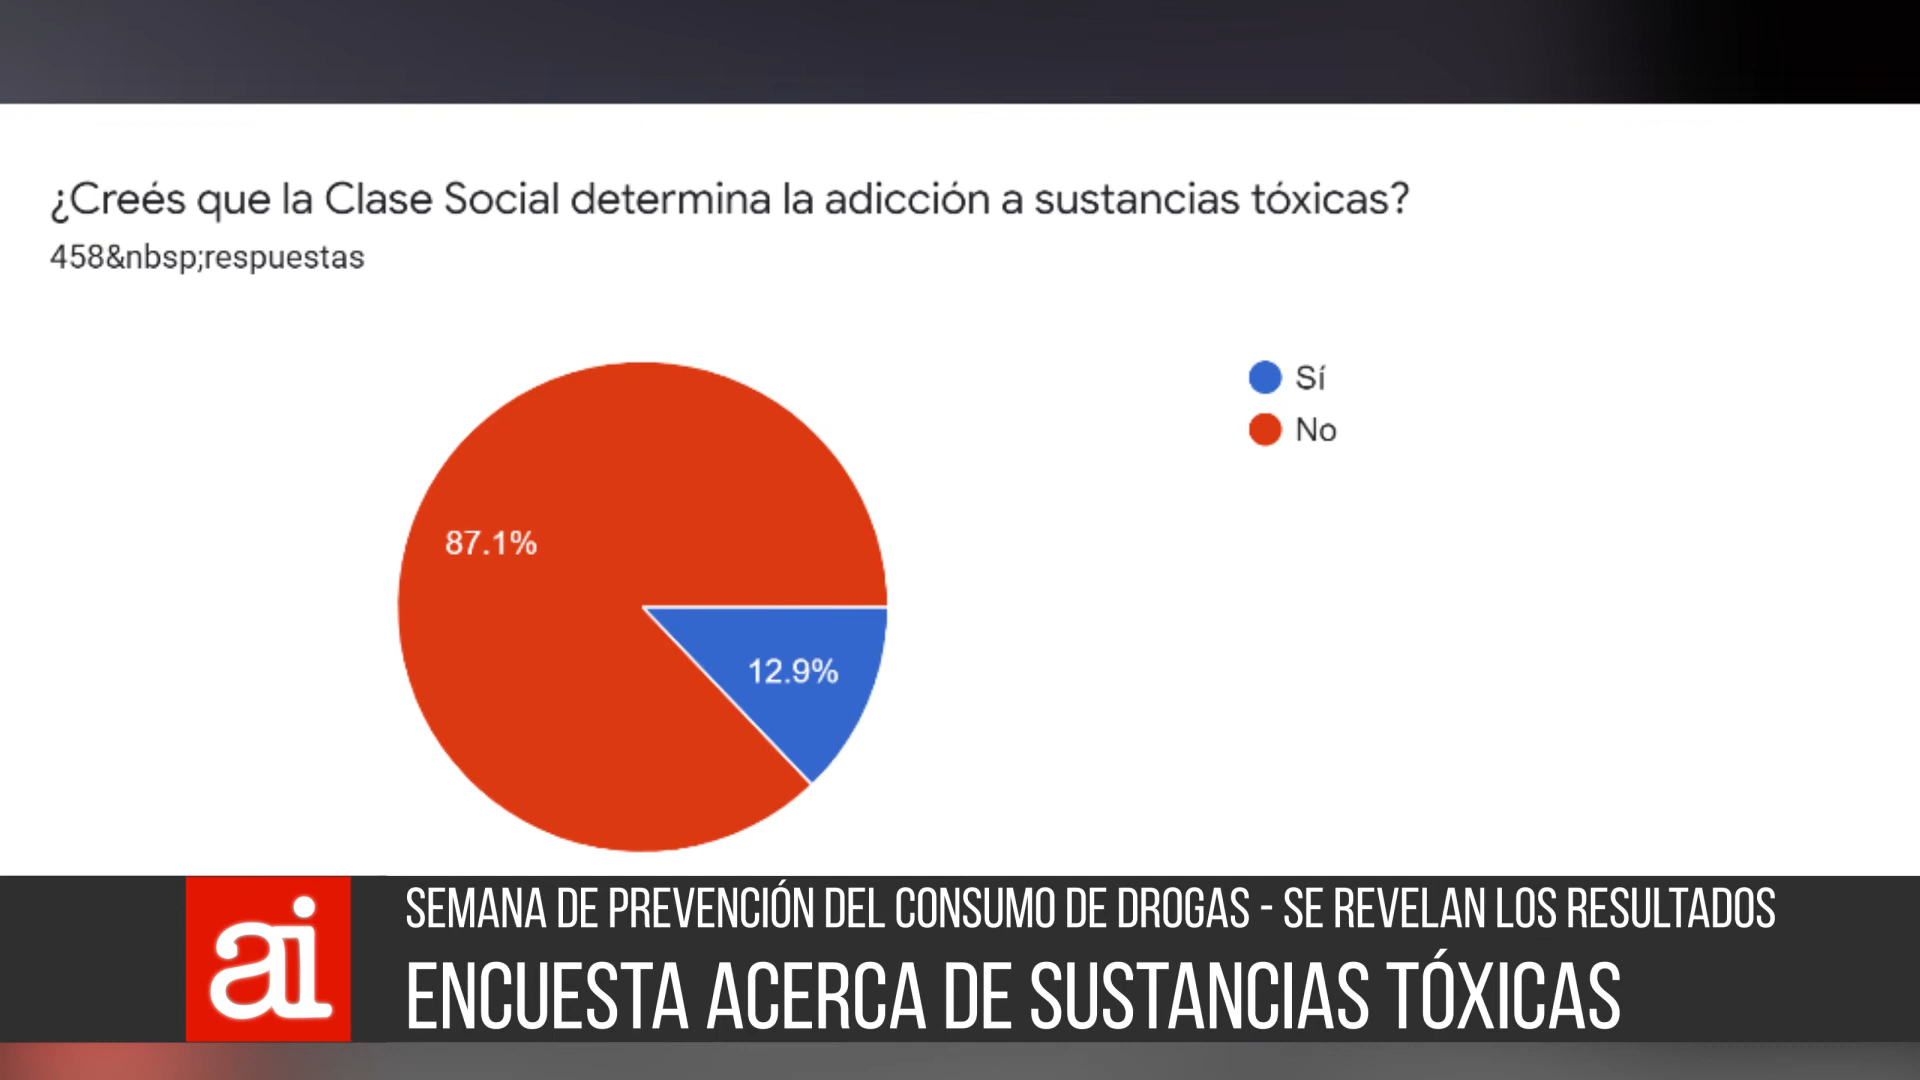 ¿Creés que la Clase Social determina la adicción a sustancias tóxicas?
458&nbsp;respuestas
Sí
No
87.1%
12.9%
SEMANA DE PREVENCIÓN DEL CONSUMO DE DROGAS - SE REVELAN LOS RESULTADOS
ai
ENCUESTA ACERCA DE SUSTANCIAS TÓXICAS